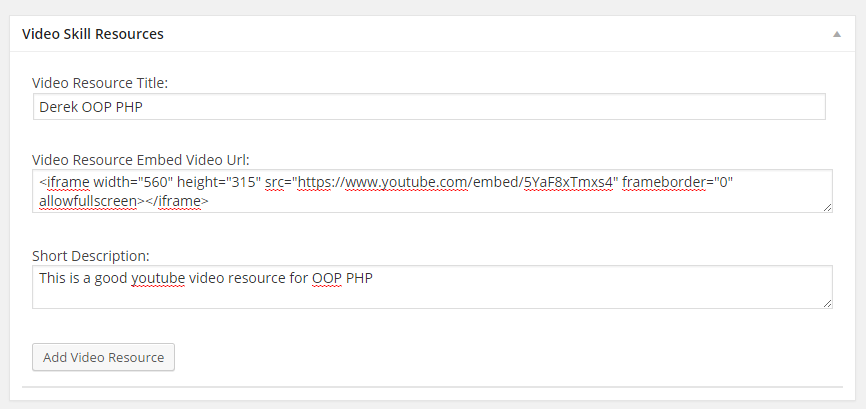 Video Skill Resources
Video Resource Title:
Derek OOP PHP
Video Resource Embed Video Url:
<iframe width="560" height="315" src="https://www.youtube.com/embed/5YaF8xTmxs4" frameborder="0"
allowfullscreen></iframe>
Short Description:
This is a good youtube video resource for OOP PHP
Add Video Resource